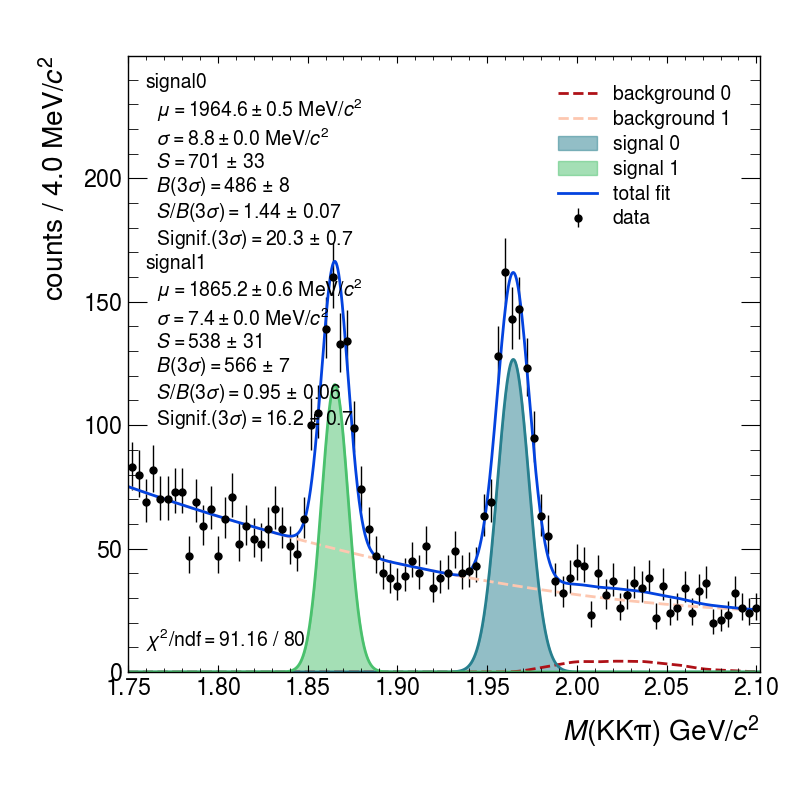 counts / 4.0 MeV/c²
signal0
μ = 1964.6 ± 0.5 MeV/c²
σ = 8.8 ± 0.0 MeV/c²
S = 701 ± 33
B(3σ) = 486 ± 8
S/B(3σ) = 1.44 ± 0.07
Signif.(3σ) = 20.3 ± 0.7
signal1
μ = 1865.2 ± 0.6 MeV/c²
σ = 7.4 ± 0.0 MeV/c²
S = 538 ± 31
B(3σ) = 566 ± 7
S/B(3σ) = 0.95 ± 0.06
Signif.(3σ) = 16.2 ± 0.7
background 0
background 1
signal 0
signal 1
total fit
data
200
150
100
50
0
χ²/ndf = 91.16 / 80
1.75 1.80 1.85 1.90 1.95 2.00 2.05 2.10
M(KKπ) GeV/c²